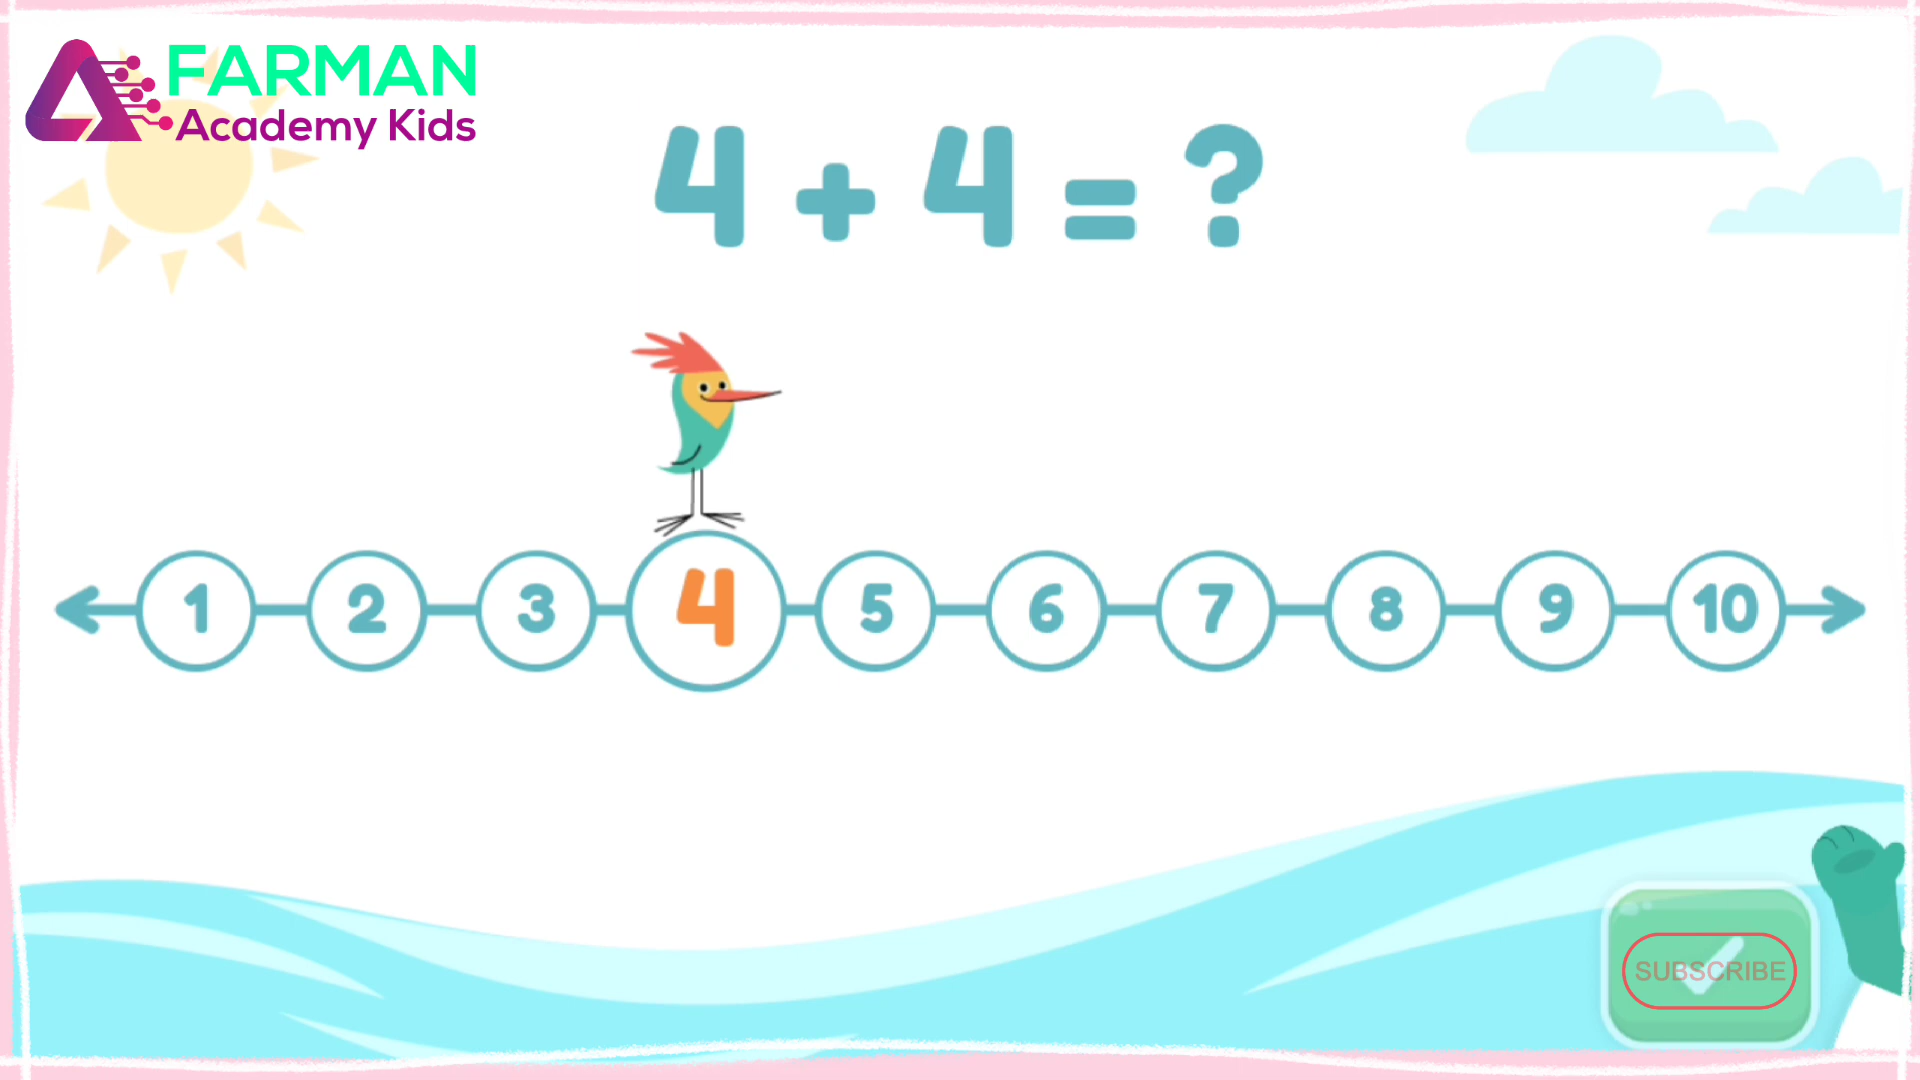 FARMAN
Academy Kids
4 + 4 = ?
1 2 3 4 5 6 7 8 9 10
SUBSCRIBE